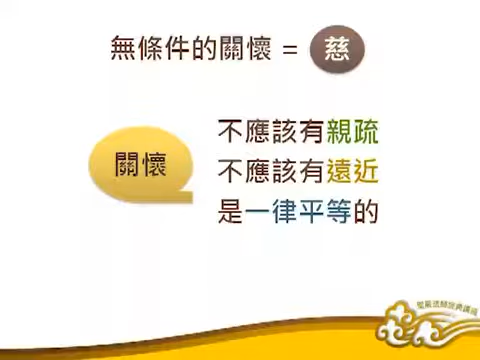 無條件的關懷 = 慈
關懷
不應該有親疏
不應該有遠近
是一律平等的